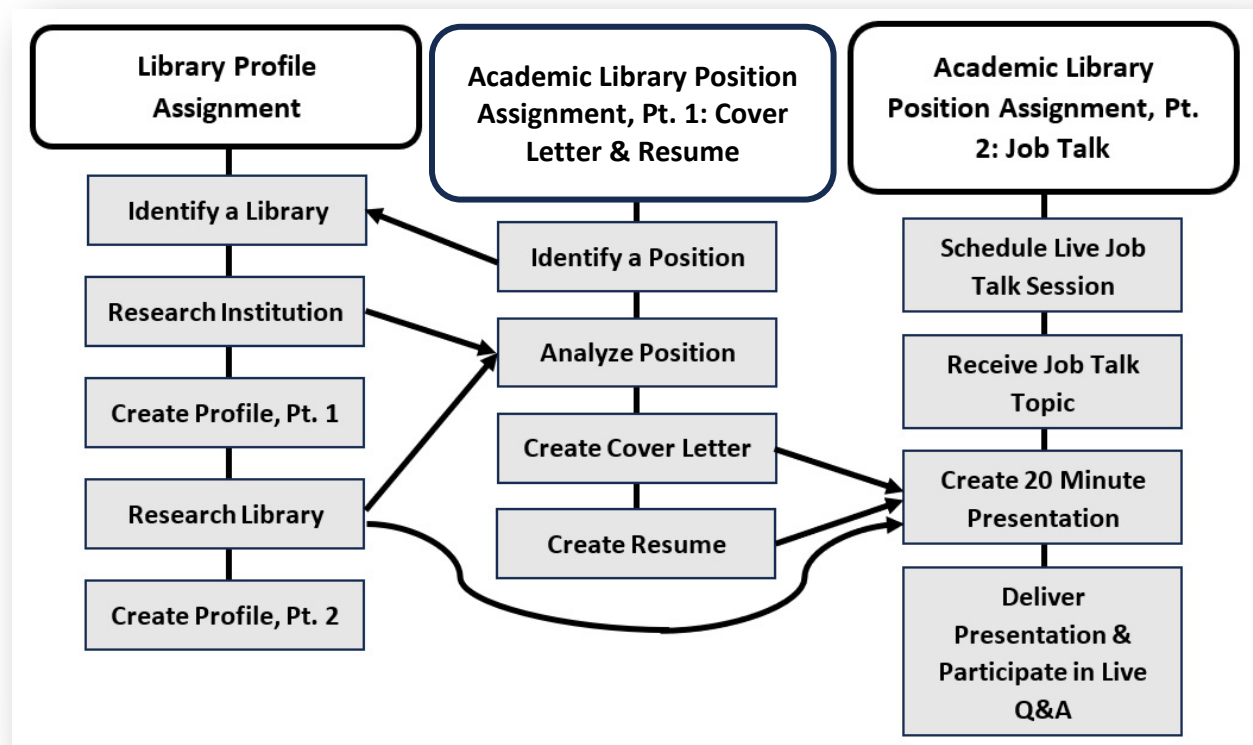 Library Profile
Assignment
Identify a Library
Research Institution
Create Profile, Pt. 1
Research Library
Create Profile, Pt. 2
Academic Library Position
Assignment, Pt. 1: Cover
Letter & Resume
Identify a Position
Analyze Position
Create Cover Letter
Create Resume
Academic Library
Position Assignment, Pt.
2: Job Talk
Schedule Live Job
Talk Session
Receive Job Talk
Topic
Create 20 Minute
Presentation
Deliver
Presentation &
Participate in Live
Q&A